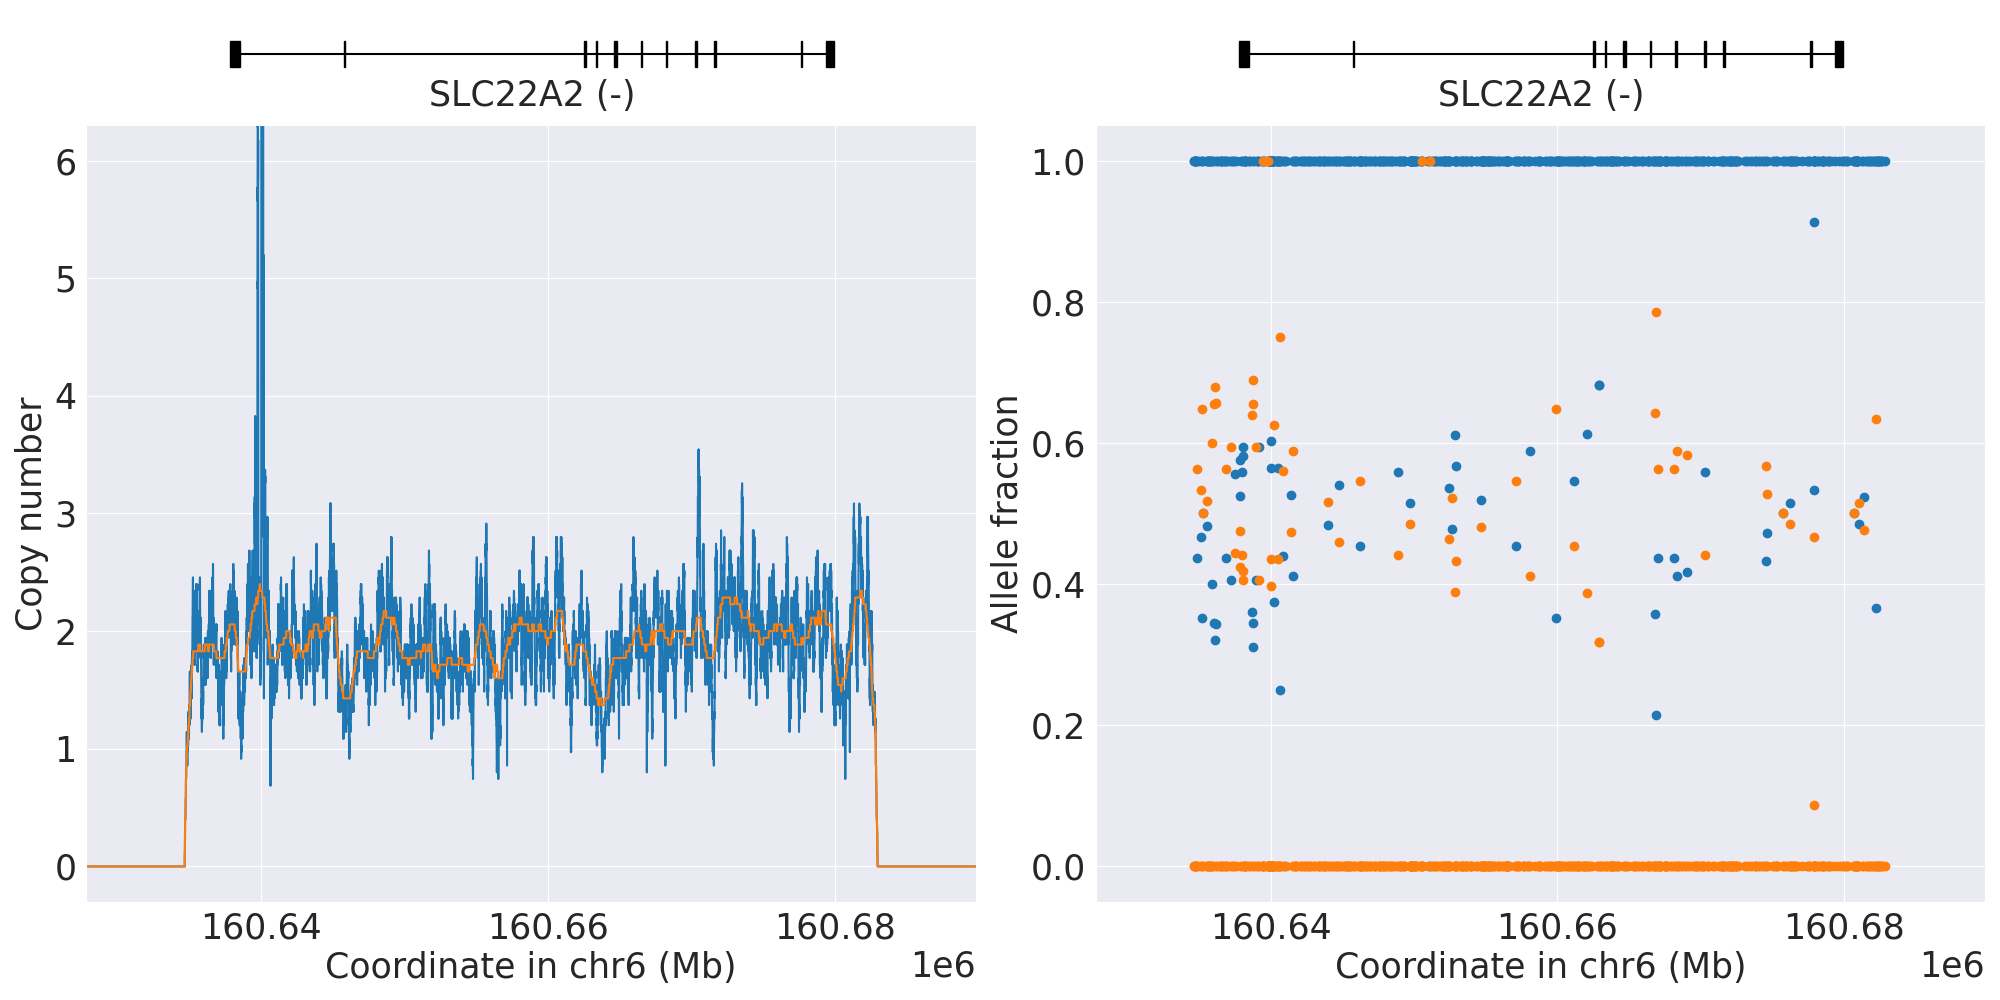 SLC22A2 (-)
6
5
4
3
2
1
0
Copy number
160.64
160.66
160.68
Coordinate in chr6 (Mb)
1e6
SLC22A2 (-)
1.0
0.8
0.6
0.4
0.2
0.0
Allele fraction
160.64
160.66
160.68
Coordinate in chr6 (Mb)
1e6